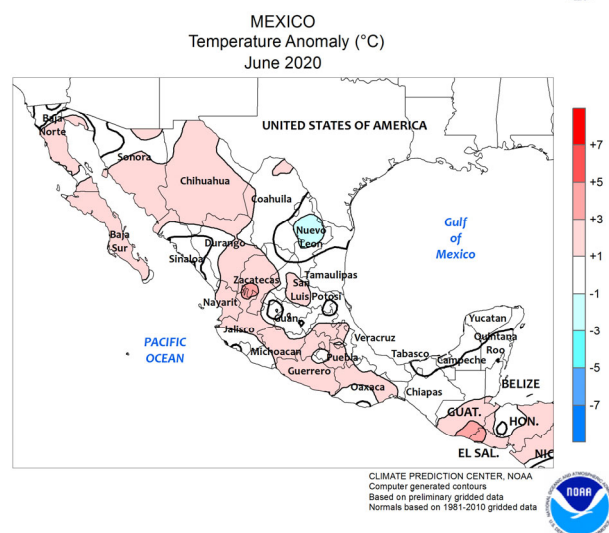 MEXICO
Temperature Anomaly (°C)
June 2020
Baja
Norte
UNITED STATES OF AMERICA
Sonora
Chihuahua
Coahuila
Nuevo
Leon
Baja
Sur
Durango
Sinaloa
Gulf
of
Mexico
Zacatecas
Tamaulipas
San
Luis Potosi
Nayarit
Guan.
Jalisco
Michoacan
Veracruz
Puebla
Guerrero
Oaxaca
Tabasco
Chiapas
Yucatan
Quintana
Roo
Campeche
PACIFIC
OCEAN
BELIZE
GUAT.
HON.
EL SAL.
NIC
+7
+5
+3
+1
-1
-3
-5
-7
CLIMATE PREDICTION CENTER, NOAA
Computer generated contours
Based on preliminary gridded data
Normals based on 1981-2010 gridded data
NOAA